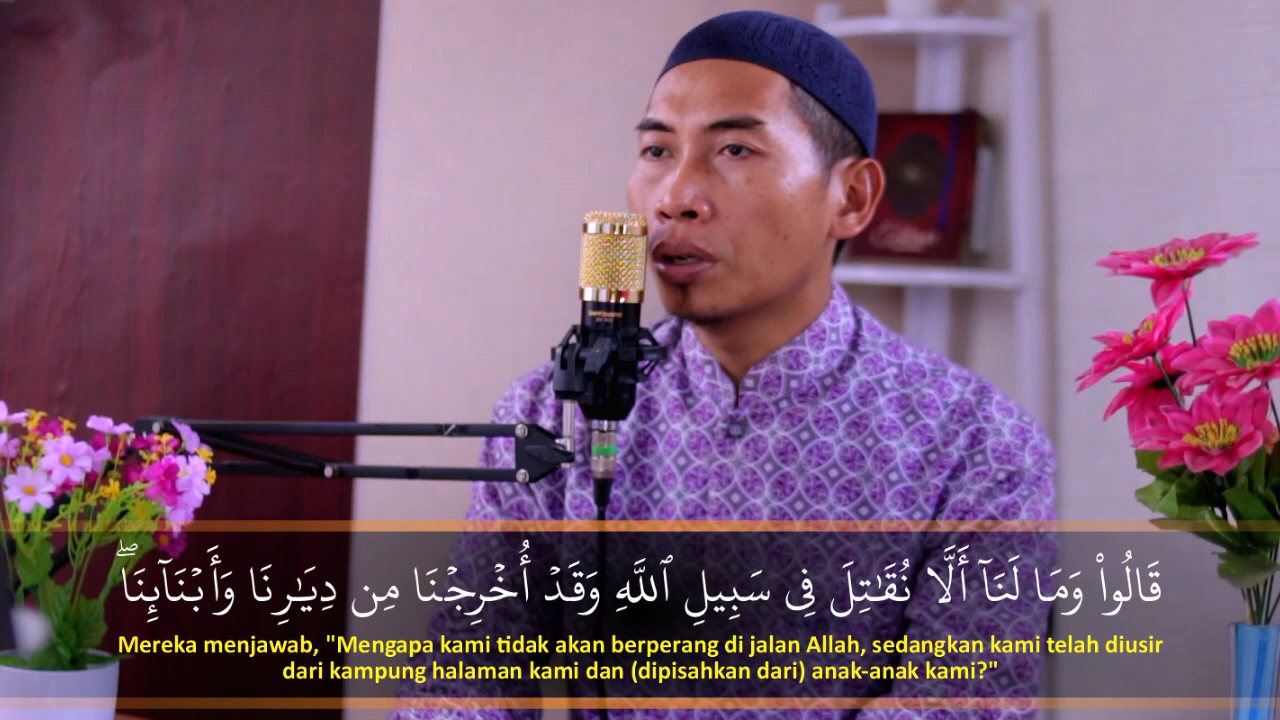 قَالُوا۟ وَمَا لَنَآ أَلَّا نُقَٰتِلَ فِى سَبِيلِ ٱللَّهِ وَقَدْ أُخْرِجْنَا مِن دِيَٰرِنَا وَأَبْنَآئِنَا ۖ
Mereka menjawab, "Mengapa kami tidak akan berperang di jalan Allah, sedangkan kami telah diusir
dari kampung halaman kami dan (dipisahkan dari) anak-anak kami?"